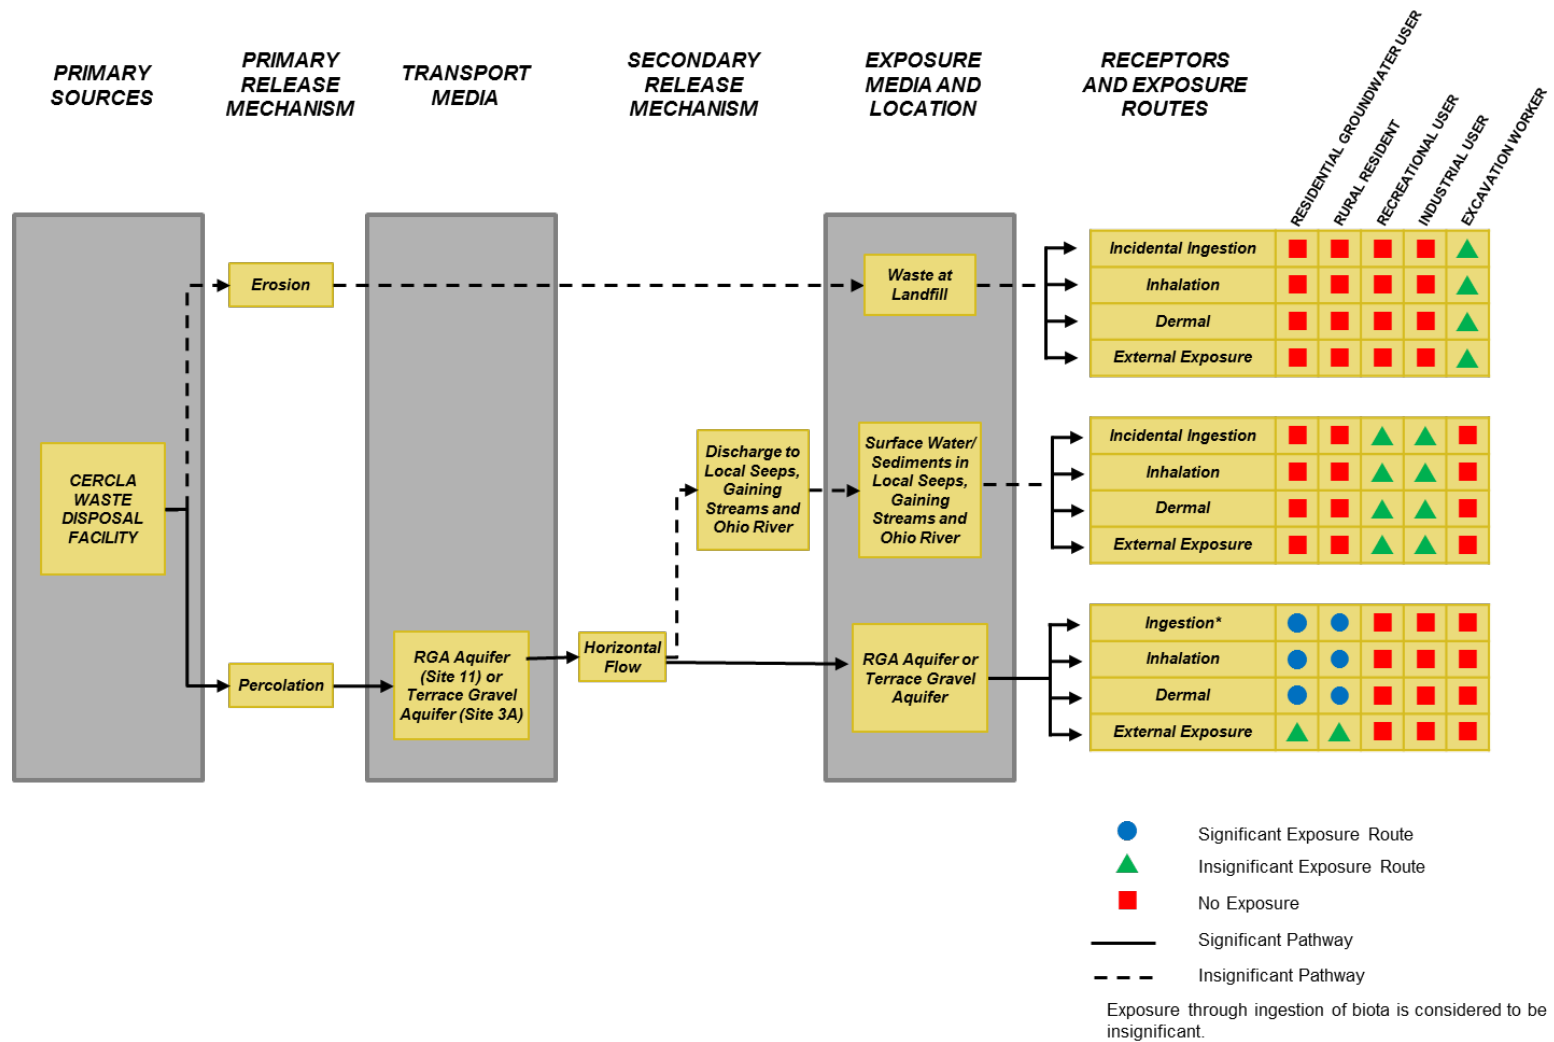 PRIMARY
SOURCES
PRIMARY
RELEASE
MECHANISM
TRANSPORT
MEDIA
SECONDARY
RELEASE
MECHANISM
EXPOSURE
MEDIA AND
LOCATION
RECEPTORS
AND EXPOSURE
ROUTES
RESIDENTIAL GROUNDWATER USER
RURAL RESIDENT
RECREATIONAL USER
INDUSTRIAL USER
EXCAVATION WORKER
Erosion
Waste at
Landfill
Incidental Ingestion
Inhalation
Dermal
External Exposure
CERCLA
WASTE
DISPOSAL
FACILITY
Discharge to
Local Seeps,
Gaining
Streams and
Ohio River
Surface Water/
Sediments in
Local Seeps,
Gaining
Streams and
Ohio River
Incidental Ingestion
Inhalation
Dermal
External Exposure
Percolation
RGA Aquifer
(Site 11) or
Terrace Gravel
Aquifer (Site 3A)
Horizontal
Flow
RGA Aquifer or
Terrace Gravel
Aquifer
Ingestion*
Inhalation
Dermal
External Exposure
Significant Exposure Route
Insignificant Exposure Route
No Exposure
Significant Pathway
Insignificant Pathway
Exposure through ingestion of biota is considered to be
insignificant.